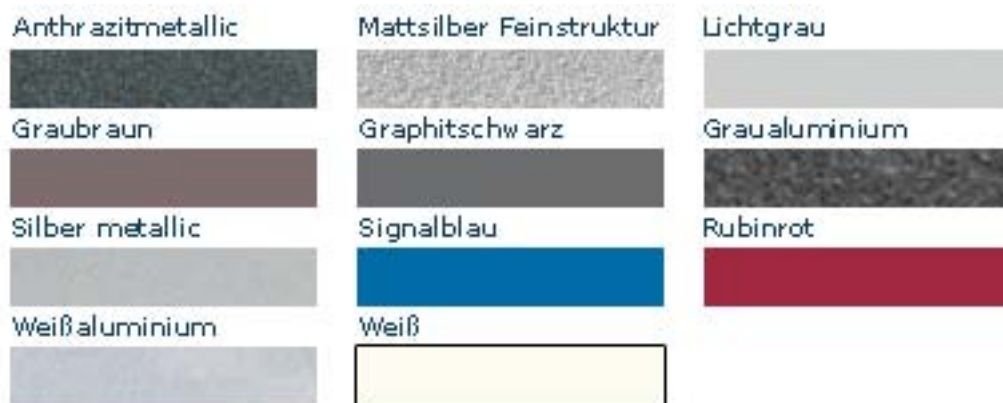 Anthrazitmetallic Mattsilber Feinstruktur Lichtgrau
Graubraun Graphitschwarz Graualuminium
Silber metallic Signalblau Rubinrot
Weißaluminium Weiß